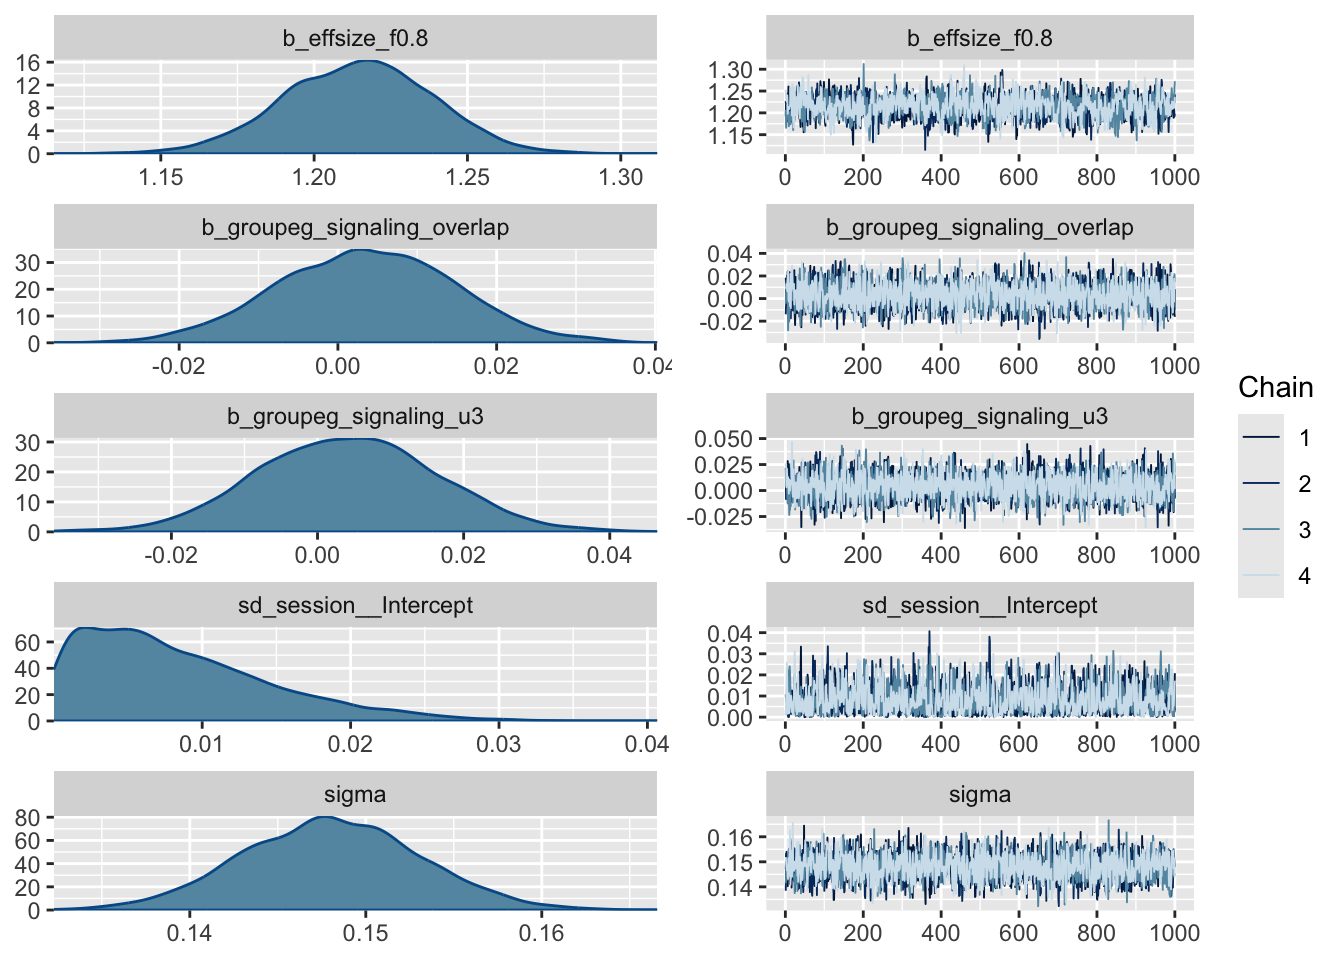 b_effsize_f0.8
16
12
8
4
0
1.15 1.20 1.25 1.30
b_effsize_f0.8
1.30
1.25
1.20
1.15
0 200 400 600 800 1000
b_groupeg_signaling_overlap
30
20
10
0
-0.02 0.00 0.02 0.04
b_groupeg_signaling_overlap
0.04
0.02
0.00
-0.02
0 200 400 600 800 1000
b_groupeg_signaling_u3
30
20
10
0
-0.02 0.00 0.02 0.04
b_groupeg_signaling_u3
0.050
0.025
0.000
-0.025
0 200 400 600 800 1000
sd_session__Intercept
60
40
20
0
0.01 0.02 0.03 0.04
sd_session__Intercept
0.04
0.03
0.02
0.01
0.00
0 200 400 600 800 1000
sigma
80
60
40
20
0
0.14 0.15 0.16
sigma
0.16
0.15
0.14
0 200 400 600 800 1000
Chain
1
2
3
4